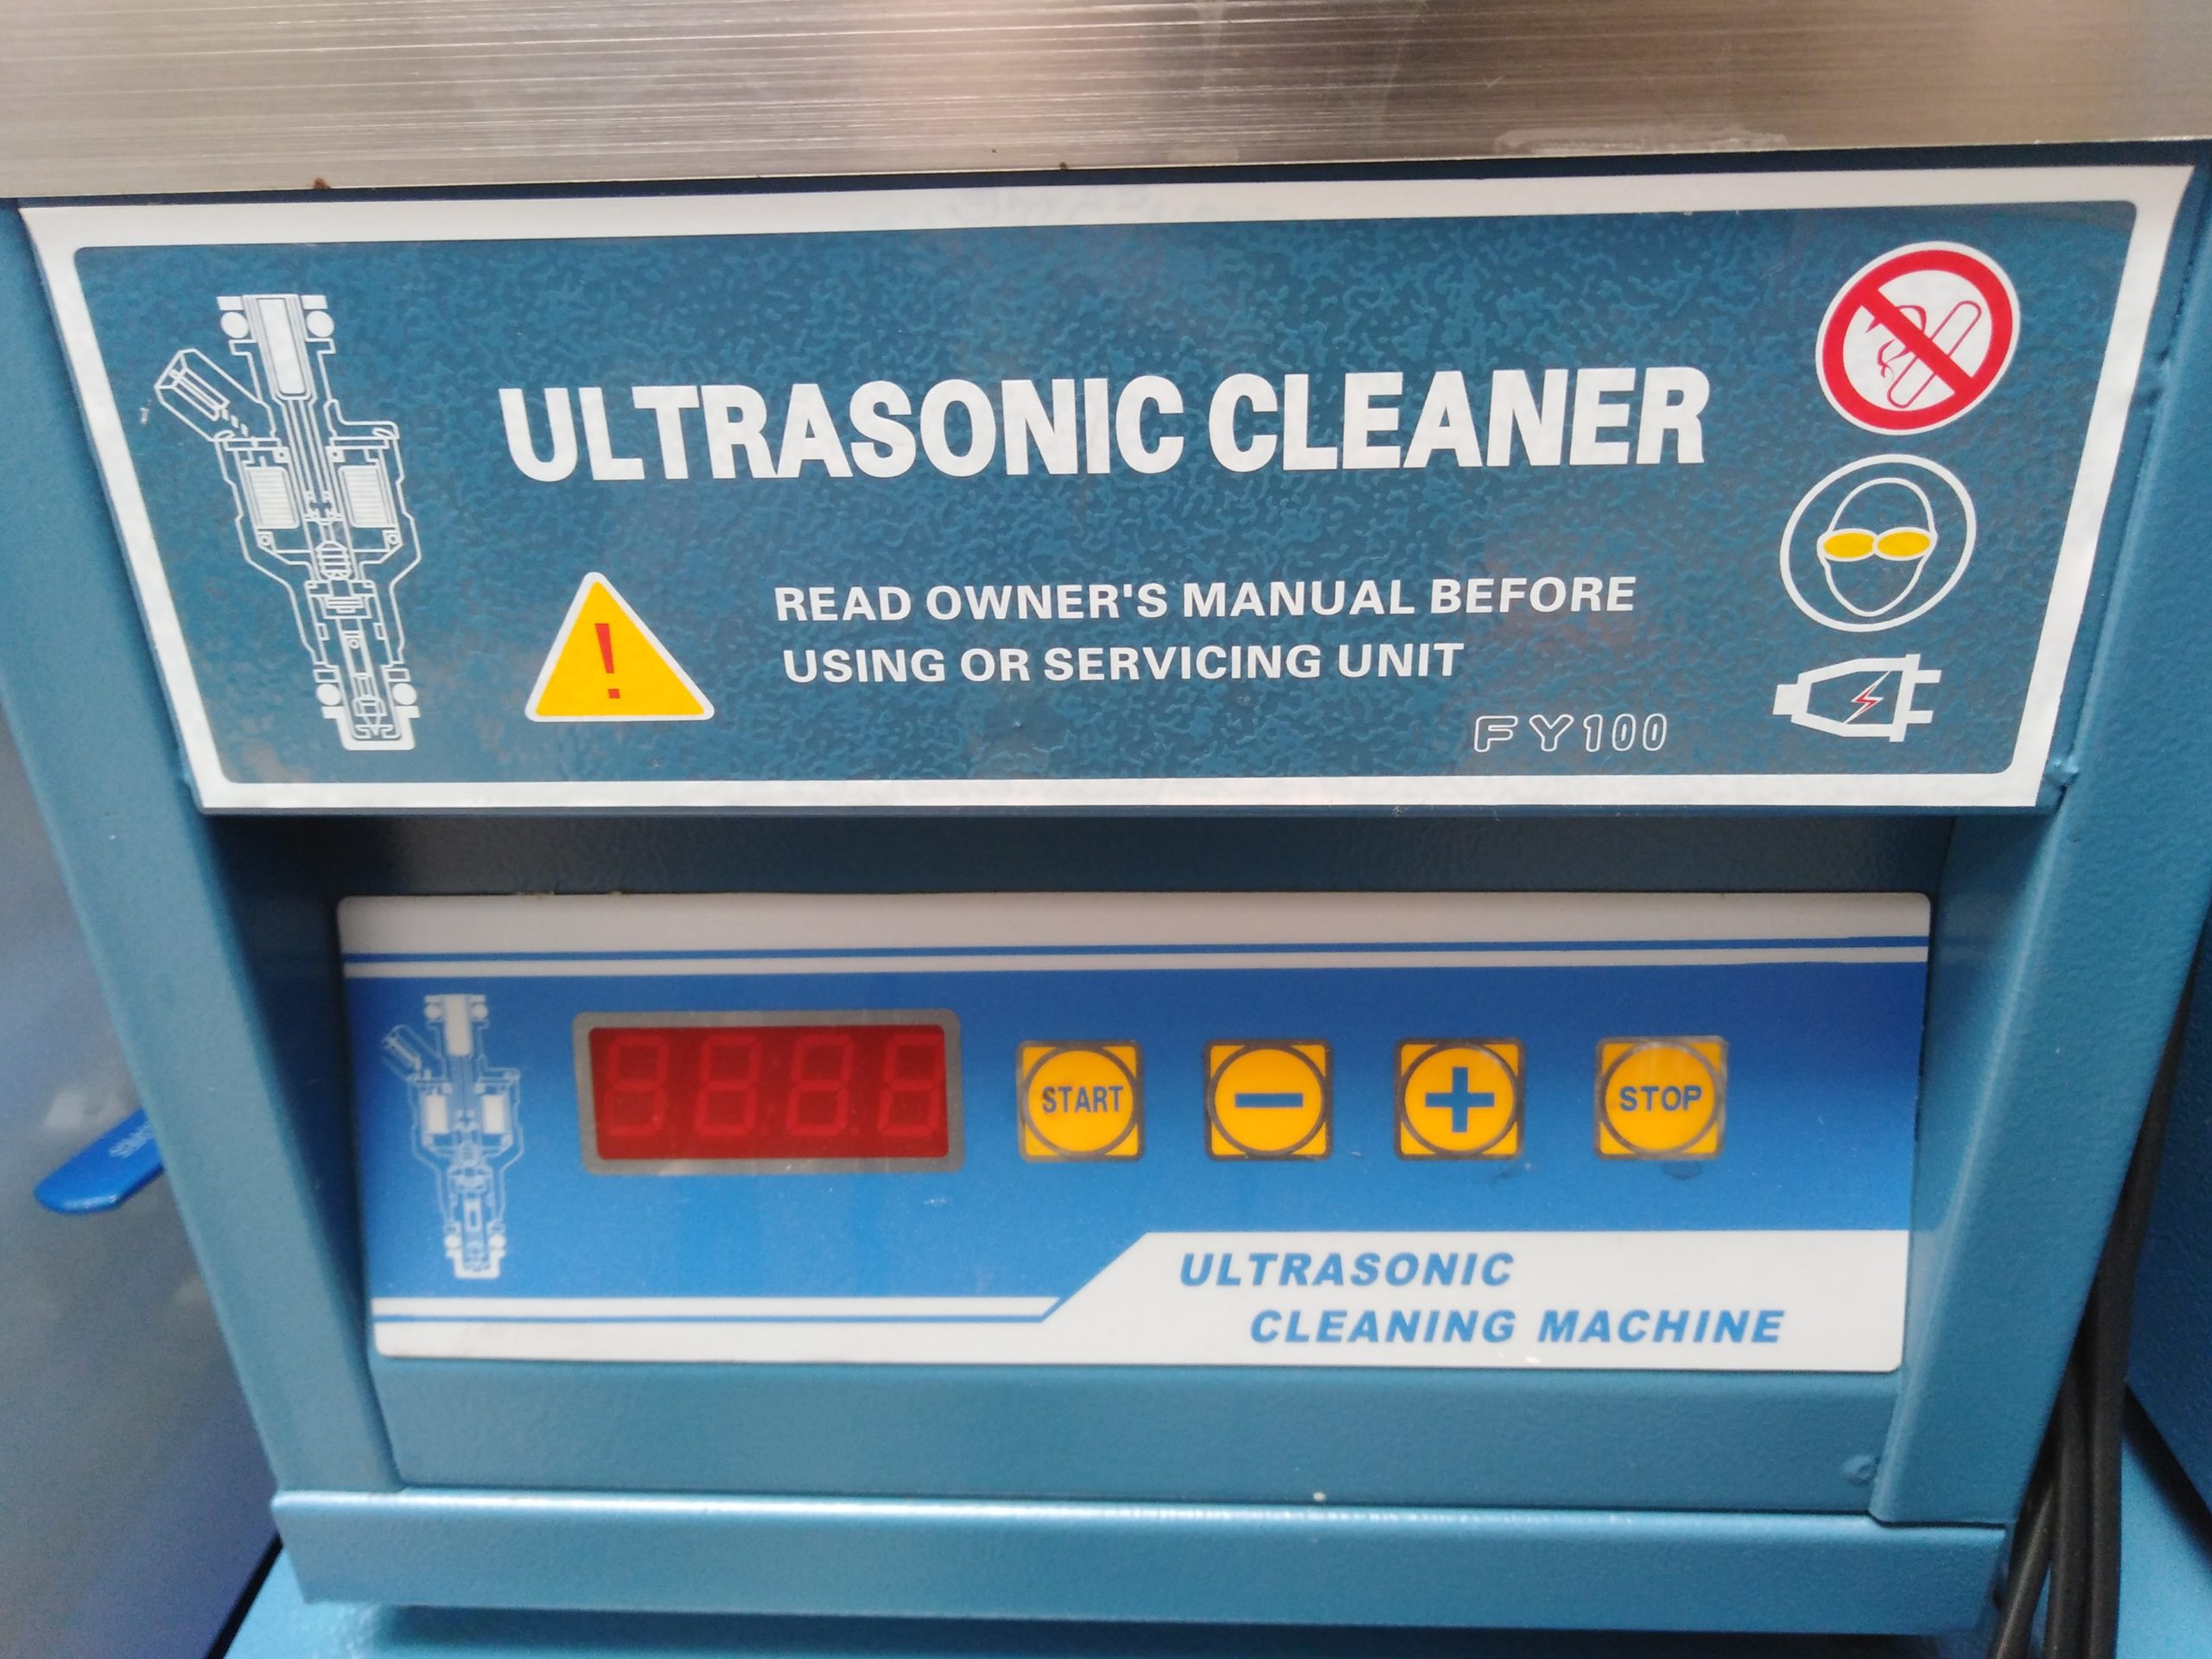 ULTRASONIC CLEANER
!
READ OWNER'S MANUAL BEFORE
USING OR SERVICING UNIT
FY100
START
−
+
STOP
ULTRASONIC
CLEANING MACHINE